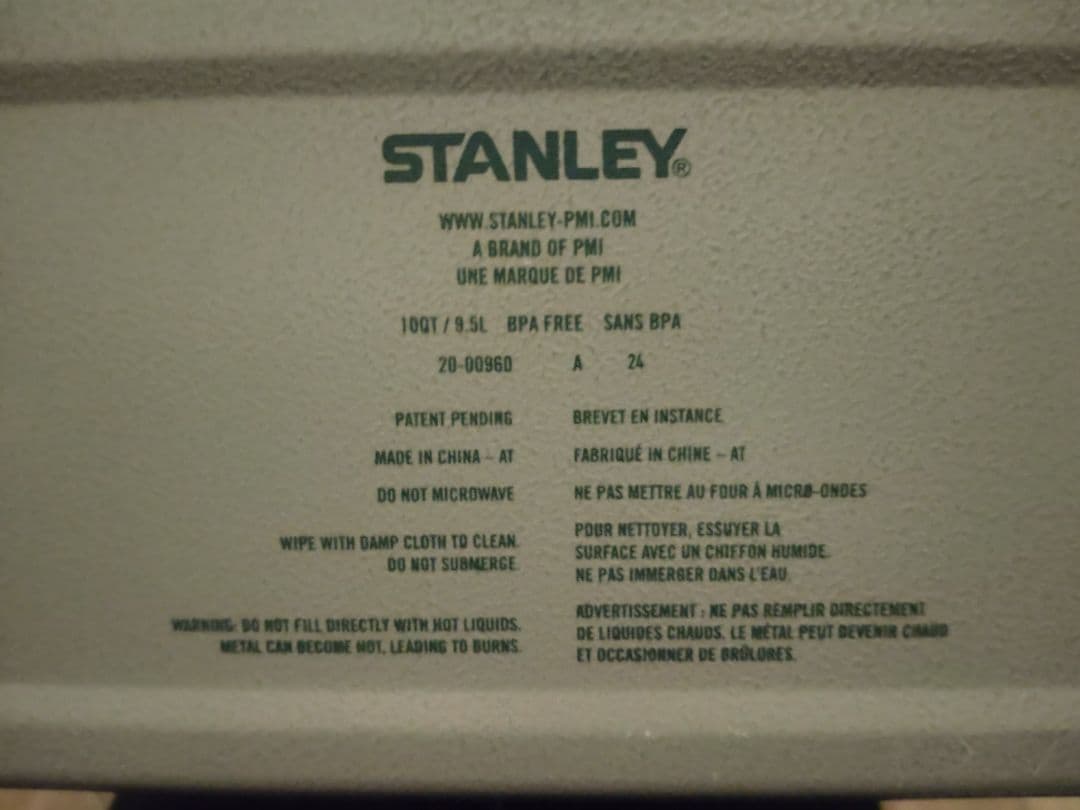 STANLEY®
WWW.STANLEY-PMI.COM
A BRAND OF PMI
UNE MARQUE DE PMI
10QT / 9.5L BPA FREE SANS BPA
20-00960 A 24
PATENT PENDING
BREVET EN INSTANCE
MADE IN CHINA – AT
FABRIQUÉ IN CHINE – AT
DO NOT MICROWAVE
NE PAS METTRE AU FOUR À MICRO-ONDES
WIPE WITH DAMP CLOTH TO CLEAN.
DO NOT SUBMERGE.
POUR NETTOYER, ESSUYER LA
SURFACE AVEC UN CHIFFON HUMIDE.
NE PAS IMMERGER DANS L'EAU.
WARNING: DO NOT FILL DIRECTLY WITH HOT LIQUIDS.
METAL CAN BECOME HOT, LEADING TO BURNS.
ADVERTISSEMENT : NE PAS REMPLIR DIRECTEMENT
DE LIQUIDES CHAUDS. LE MÉTAL PEUT DEVENIR CHAUD
ET OCCASIONNER DE BRÛLURES.